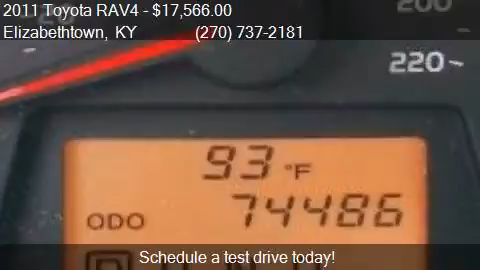 2011 Toyota RAV4 - $17,566.00
Elizabethtown, KY (270) 737-2181
200
220
93 °F
ODO 74486
Schedule a test drive today!